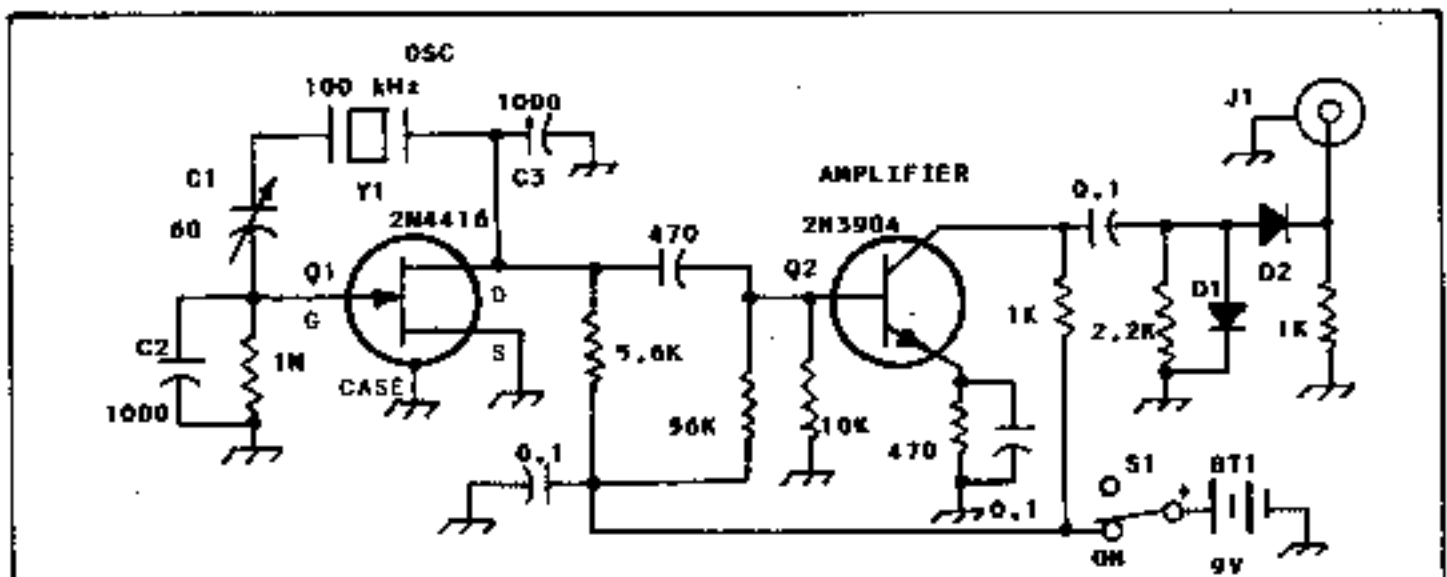 OSC
100 kHz
1000
J1
C1
Y1
C3
AMPLIFIER
0.1
60
2N4416
470
2N3904
Q1
D
Q2
D2
G
1K
D1
C2
1M
S
5.6K
2.2K
1K
1000
CASE
56K
10K
470
0.1
S1
BT1
+
0.1
ON
9V